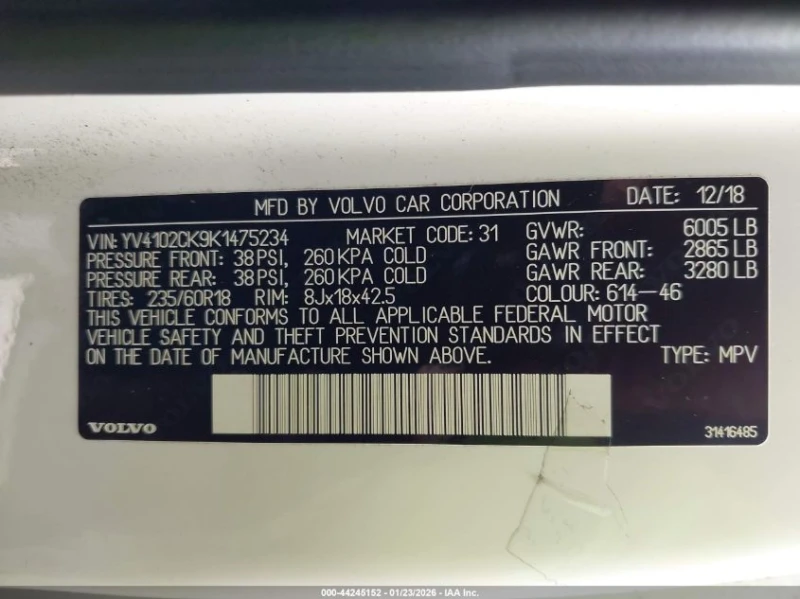 MFD BY VOLVO CAR CORPORATION DATE: 12/18
VIN: YV4102CK9K1475234 MARKET CODE: 31 GVWR: 6005 LB
PRESSURE FRONT: 38 PSI, 260 KPA COLD GAWR FRONT: 2865 LB
PRESSURE REAR: 38 PSI, 260 KPA COLD GAWR REAR: 3280 LB
TIRES: 235/60R18 RIM: 8Jx18x42.5 COLOUR: 614-46
THIS VEHICLE CONFORMS TO ALL APPLICABLE FEDERAL MOTOR
VEHICLE SAFETY AND THEFT PREVENTION STANDARDS IN EFFECT
ON THE DATE OF MANUFACTURE SHOWN ABOVE. TYPE: MPV
VOLVO 31416485
000-44245152 - 01/23/2026 - IAA Inc.